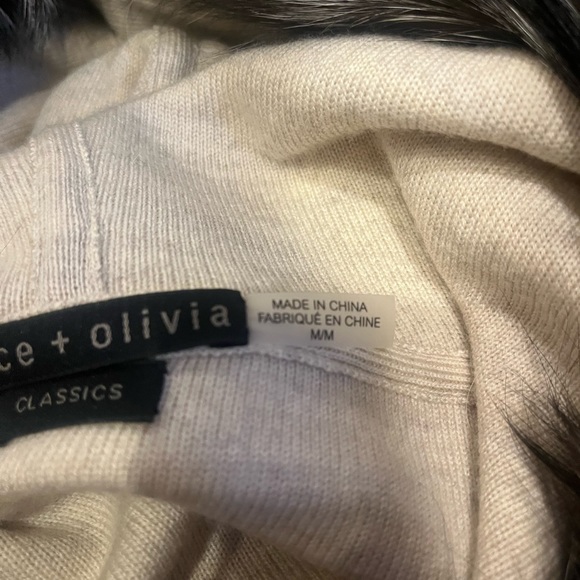 ce + olivia
CLASSICS
MADE IN CHINA
FABRIQUÉ EN CHINE
M/M